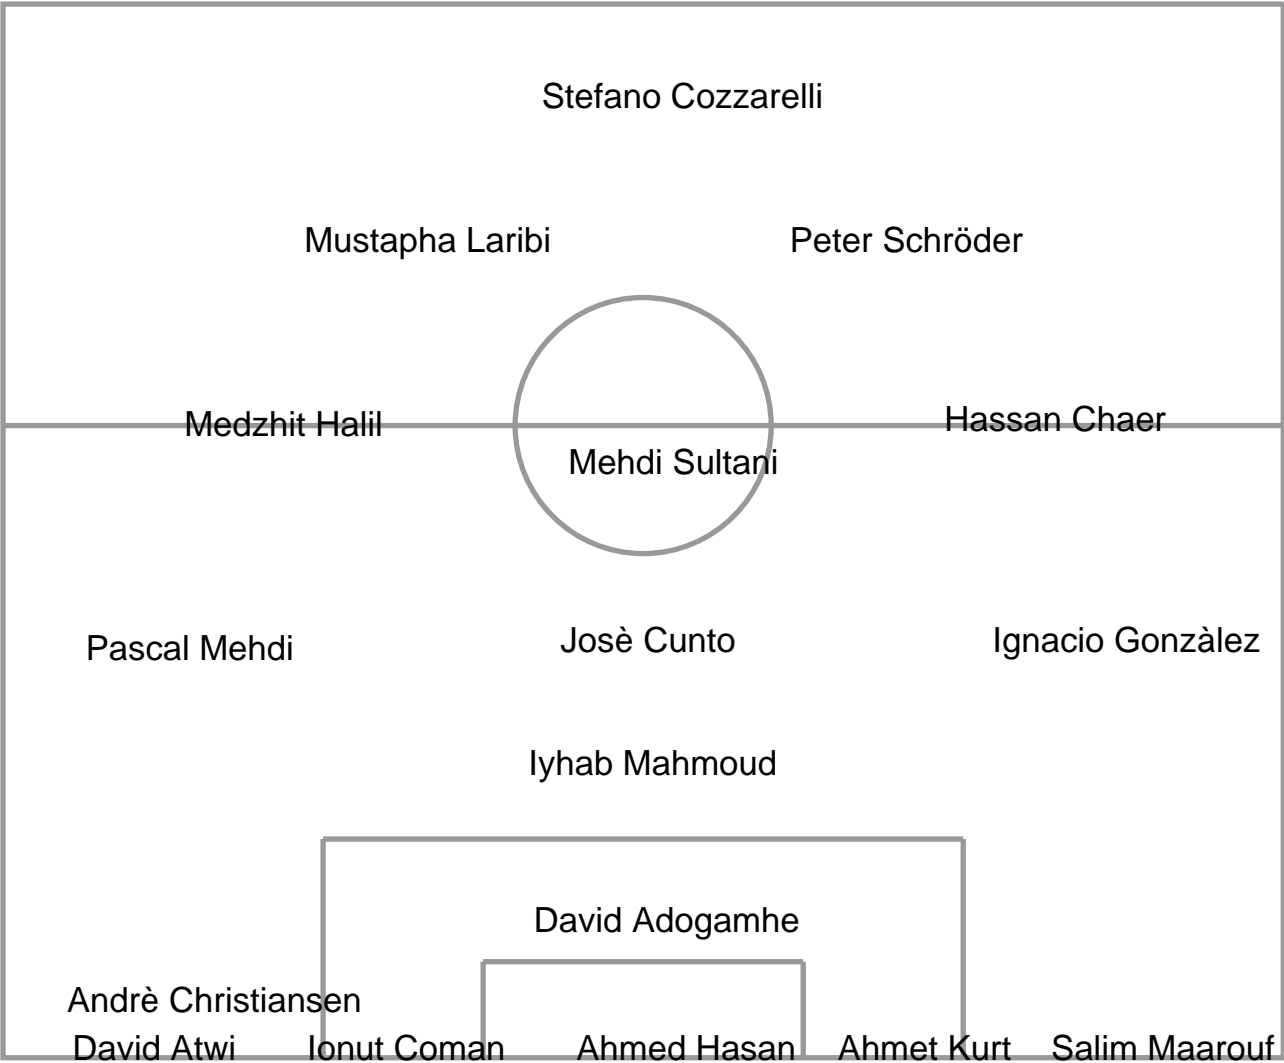 Stefano Cozzarelli
Mustapha Laribi Peter Schröder
Medzhit Halil Hassan Chaer
Mehdi Sultani
Pascal Mehdi Josè Cunto Ignacio Gonzàlez
Iyhab Mahmoud
David Adogamhe
Andrè Christiansen
David Atwi Ionut Coman Ahmed Hasan Ahmet Kurt Salim Maarouf